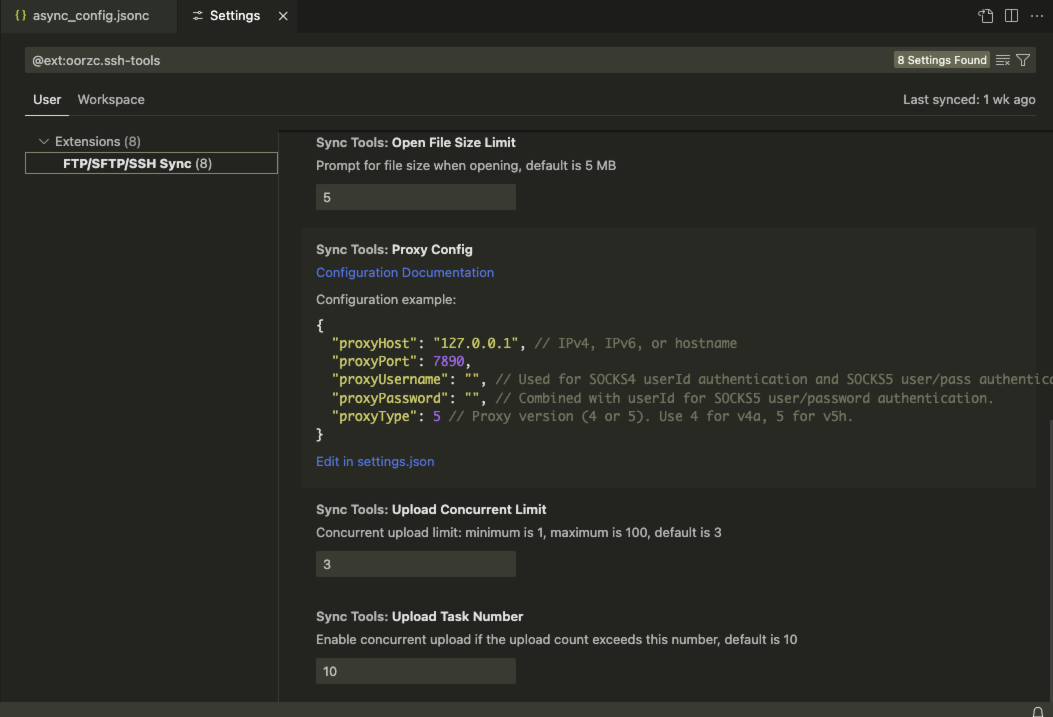 {} async_config.jsonc
Settings
@ext:oorzc.ssh-tools
8 Settings Found
User Workspace
Last synced: 1 wk ago
Extensions (8)
FTP/SFTP/SSH Sync (8)
Sync Tools: Open File Size Limit
Prompt for file size when opening, default is 5 MB
5
Sync Tools: Proxy Config
Configuration Documentation
Configuration example:
{
"proxyHost": "127.0.0.1", // IPv4, IPv6, or hostname
"proxyPort": 7890,
"proxyUsername": "", // Used for SOCKS4 userId authentication and SOCKS5 user/pass authentic
"proxyPassword": "", // Combined with userId for SOCKS5 user/password authentication.
"proxyType": 5 // Proxy version (4 or 5). Use 4 for v4a, 5 for v5h.
}
Edit in settings.json
Sync Tools: Upload Concurrent Limit
Concurrent upload limit: minimum is 1, maximum is 100, default is 3
3
Sync Tools: Upload Task Number
Enable concurrent upload if the upload count exceeds this number, default is 10
10